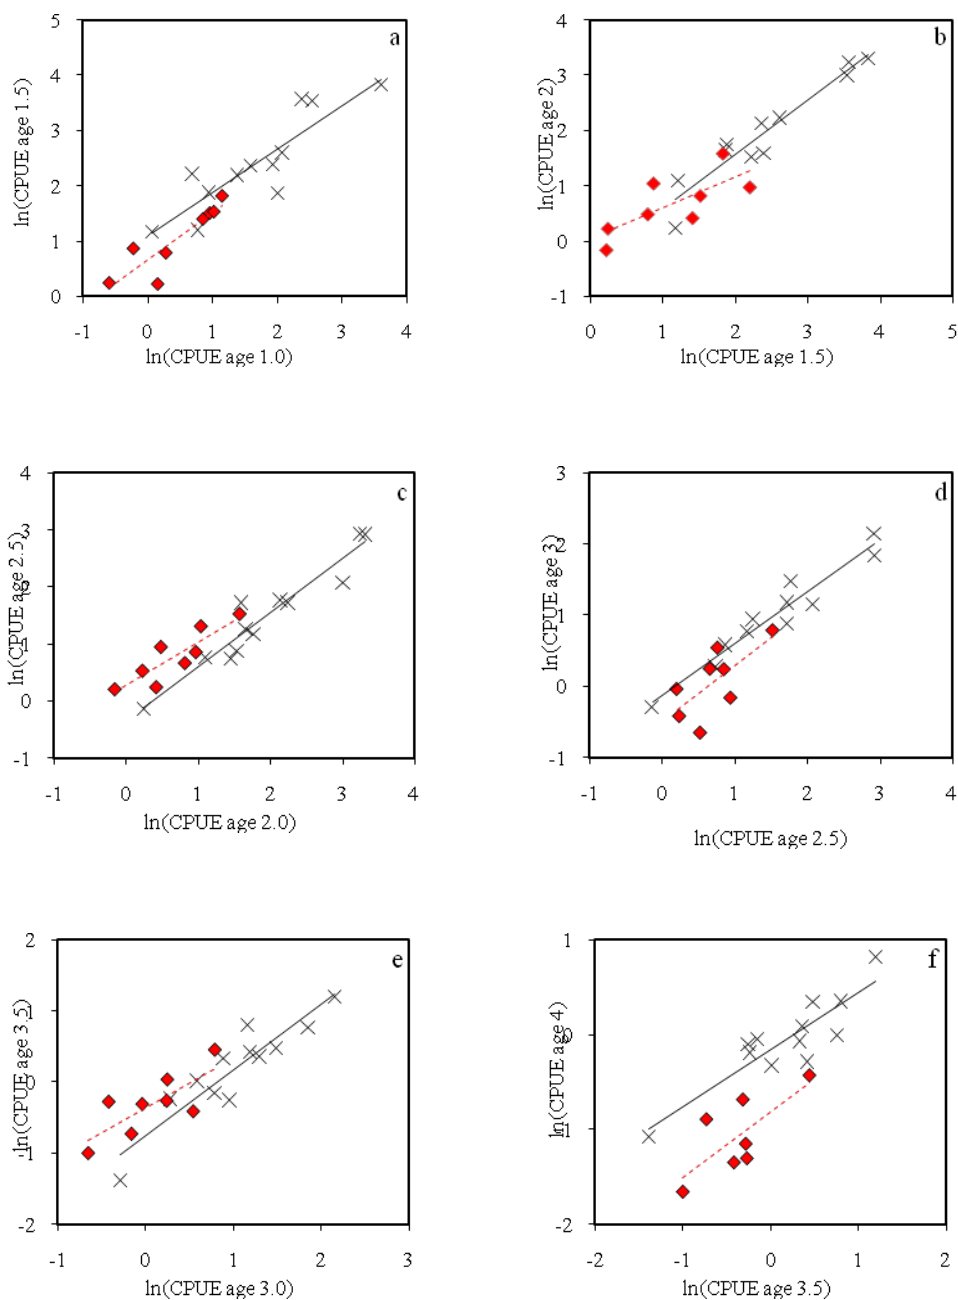 a
ln(CPUE age 1.5)
5
4
3
2
1
0
-1 0 1 2 3 4
ln(CPUE age 1.0)
b
ln(CPUE age 2)
4
3
2
1
0
-1
0 1 2 3 4 5
ln(CPUE age 1.5)
c
ln(CPUE age 2.5)
4
3
2
1
0
-1
-1 0 1 2 3 4
ln(CPUE age 2.0)
d
ln(CPUE age 3)
3
2
1
0
-1
-1 0 1 2 3 4
ln(CPUE age 2.5)
e
ln(CPUE age 3.5)
2
1
0
-1
-2
-1 0 1 2 3
ln(CPUE age 3.0)
f
ln(CPUE age 4)
1
0
-1
-2
-2 -1 0 1 2
ln(CPUE age 3.5)